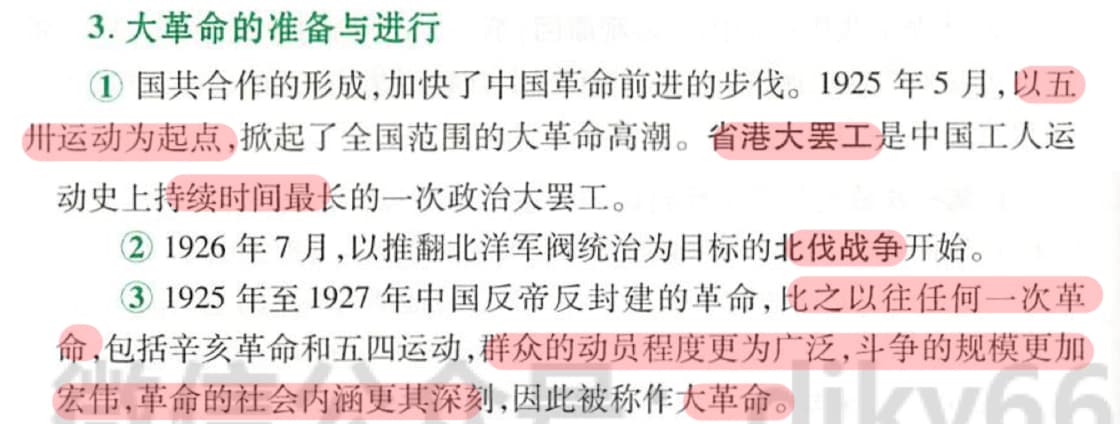 3. 大革命的准备与进行
① 国共合作的形成,加快了中国革命前进的步伐。1925 年 5 月,以五
卅运动为起点,掀起了全国范围的大革命高潮。省港大罢工是中国工人运
动史上持续时间最长的一次政治大罢工。
② 1926 年 7 月,以推翻北洋军阀统治为目标的北伐战争开始。
③ 1925 年至 1927 年中国反帝反封建的革命,比之以往任何一次革
命,包括辛亥革命和五四运动,群众的动员程度更为广泛,斗争的规模更加
宏伟,革命的社会内涵更其深刻,因此被称作大革命。